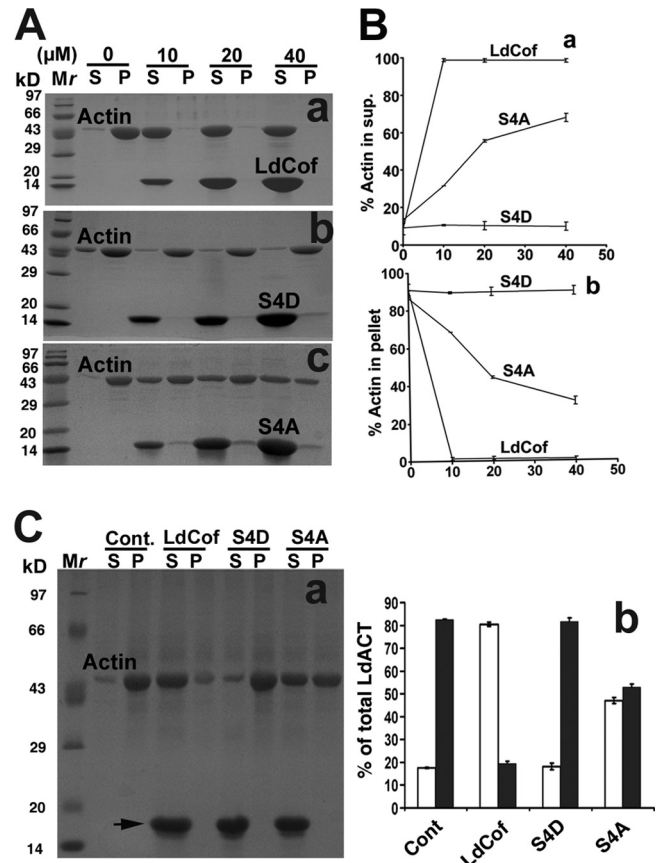 A
(µM) 0 10 20 40
kD Mr S P S P S P S P
97
66
43
29
20
14
Actin
a
LdCof
97
66
43
29
20
14
Actin
b
S4D
97
66
43
29
20
14
Actin
c
S4A
B
a
% Actin in sup.
100
80
60
40
20
0
LdCof
S4A
S4D
0 10 20 30 40 50
b
% Actin in pellet
100
80
60
40
20
0
S4D
S4A
LdCof
0 10 20 30 40 50
C
Cont. LdCof S4D S4A
kD Mr S P S P S P S P
97
66
43
29
20
14
Actin
a
b
% of total LdACT
90
80
70
60
50
40
30
20
10
0
Cont LdCof S4D S4A